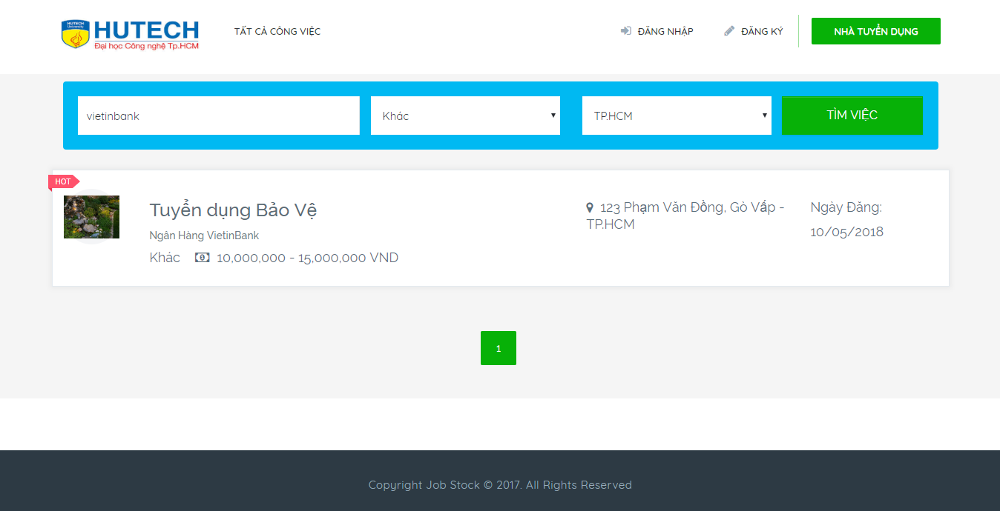 HUTECH
University
HUTECH
Đại học Công nghệ Tp.HCM
TẤT CẢ CÔNG VIỆC
ĐĂNG NHẬP
ĐĂNG KÝ
NHÀ TUYỂN DỤNG
vietinbank
Khác
TP.HCM
TÌM VIỆC
HOT
Tuyển dụng Bảo Vệ
Ngân Hàng VietinBank
Khác 10,000,000 - 15,000,000 VND
123 Phạm Văn Đồng, Gò Vấp -
TP.HCM
Ngày Đăng:
10/05/2018
1
Copyright Job Stock © 2017. All Rights Reserved